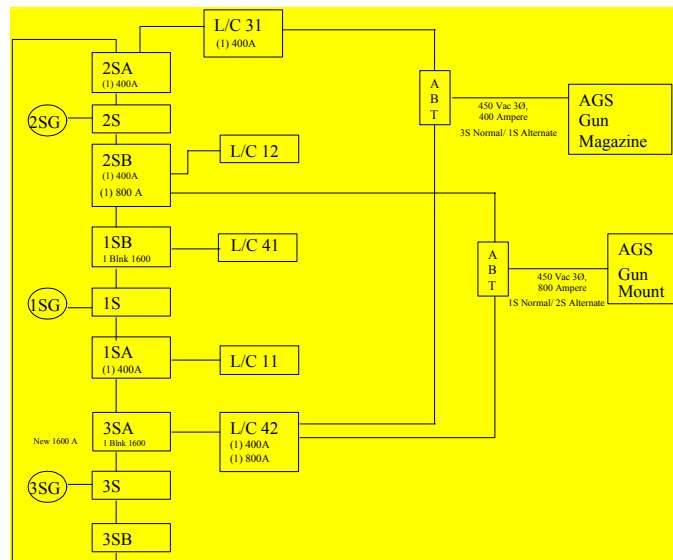 L/C 31
(1) 400A
2SA
(1) 400A
A
B
T
450 Vac 3Ø,
400 Ampere
3S Normal/ 1S Alternate
AGS
Gun
Magazine
2SG
2S
2SB
(1) 400A
(1) 800 A
L/C 12
1SB
1 Blnk 1600
L/C 41
A
B
T
450 Vac 3Ø,
800 Ampere
1S Normal/ 2S Alternate
AGS
Gun
Mount
1SG
1S
1SA
(1) 400A
L/C 11
New 1600 A
3SA
1 Blnk 1600
L/C 42
(1) 400A
(1) 800A
3SG
3S
3SB